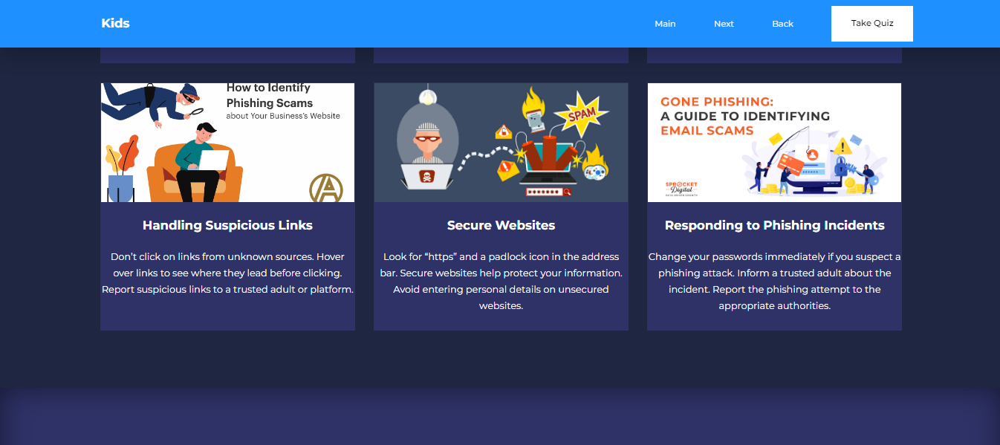 Kids
Main
Next
Back
Take Quiz
How to Identify
Phishing Scams
about Your Business's Website
SPAM
GONE PHISHING:
A GUIDE TO IDENTIFYING
EMAIL SCAMS
SPROCKET
Digital
DATA DRIVEN GROWTH
Handling Suspicious Links
Don’t click on links from unknown sources. Hover
over links to see where they lead before clicking.
Report suspicious links to a trusted adult or platform.
Secure Websites
Look for “https” and a padlock icon in the address
bar. Secure websites help protect your information.
Avoid entering personal details on unsecured
websites.
Responding to Phishing Incidents
Change your passwords immediately if you suspect a
phishing attack. Inform a trusted adult about the
incident. Report the phishing attempt to the
appropriate authorities.